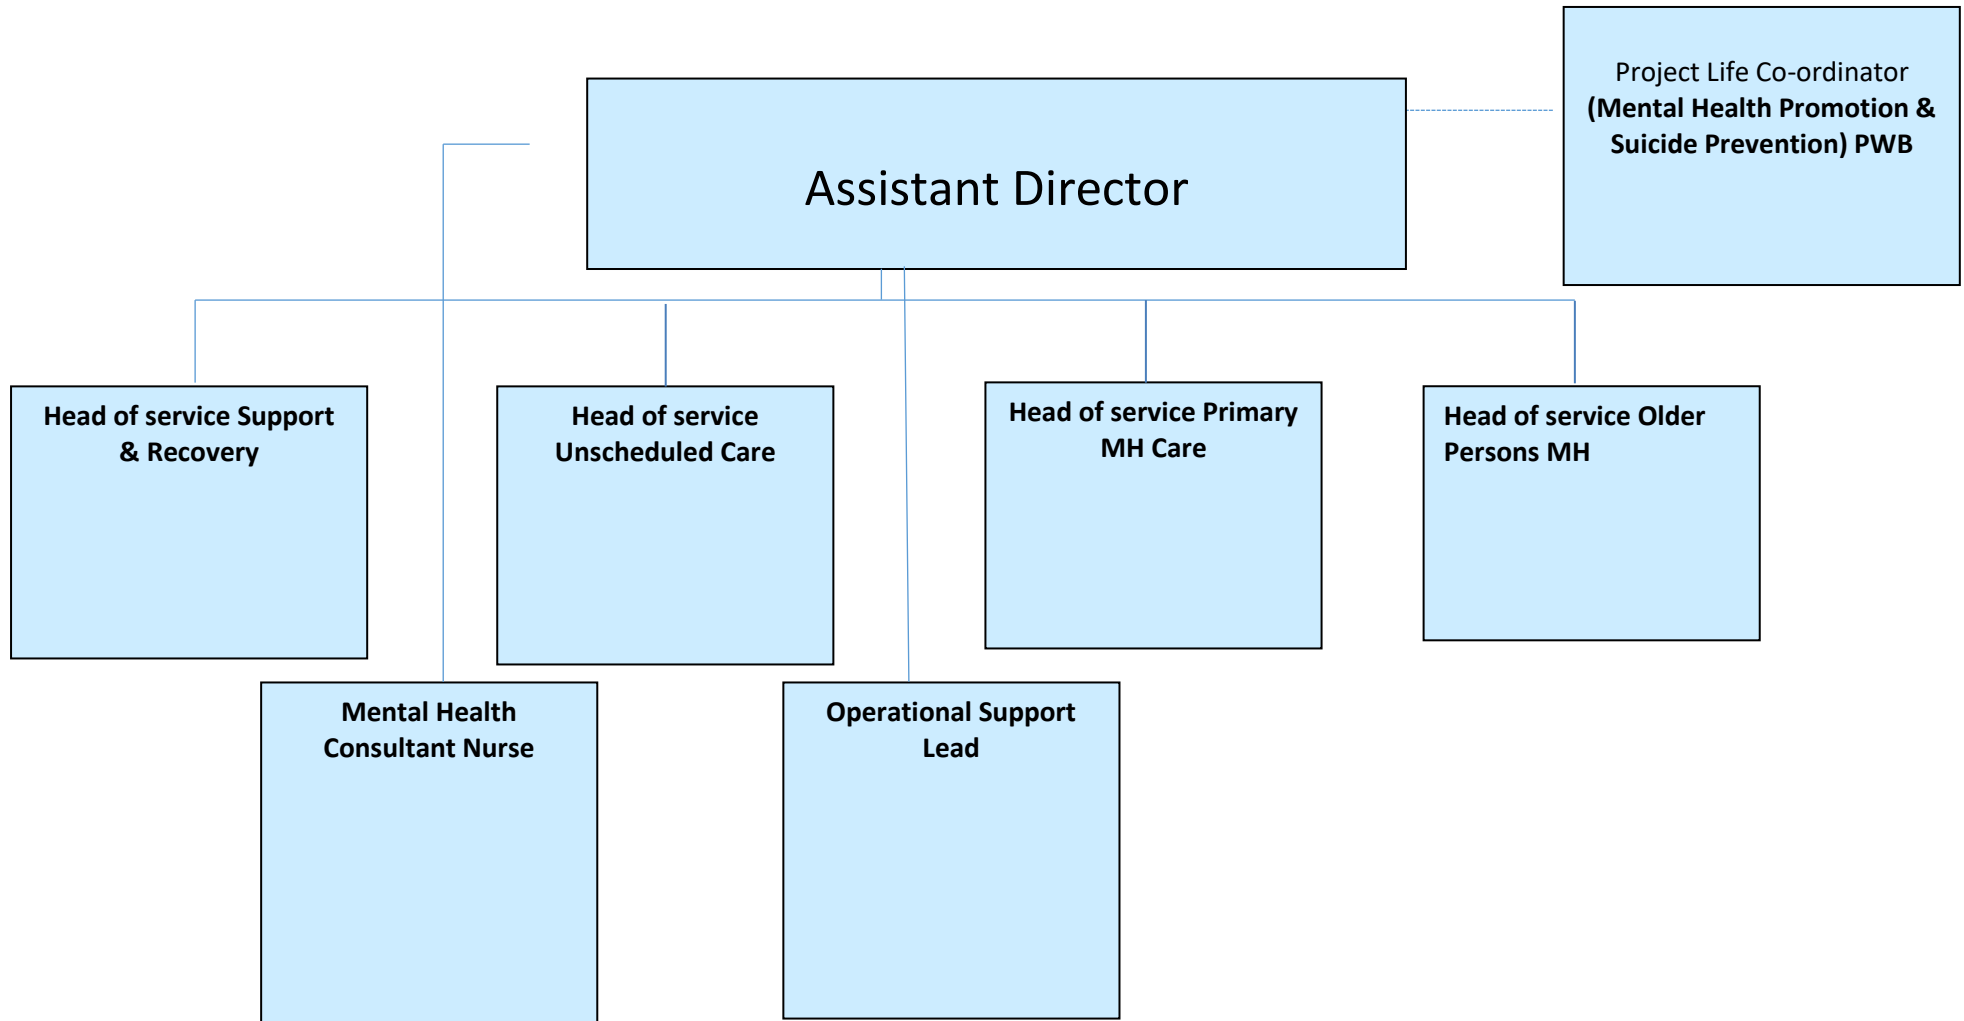 Project Life Co-ordinator
(Mental Health Promotion &
Suicide Prevention) PWB
Assistant Director
Head of service Support
& Recovery
Head of service
Unscheduled Care
Head of service Primary
MH Care
Head of service Older
Persons MH
Mental Health
Consultant Nurse
Operational Support
Lead